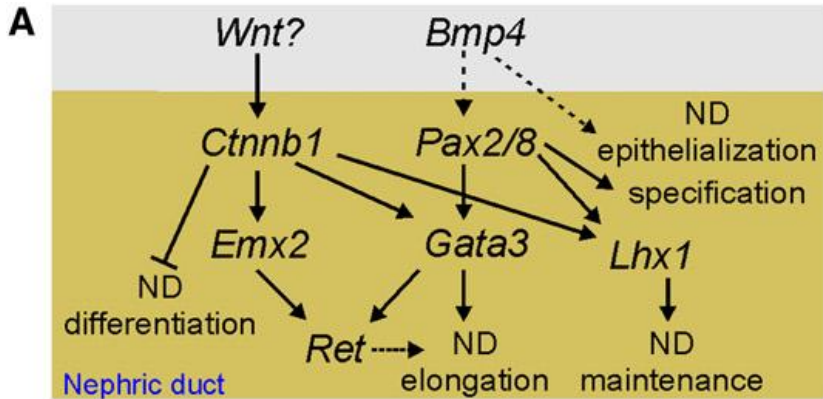 A
Wnt?
Bmp4
Ctnnb1
Pax2/8
ND
epithelialization
specification
Emx2
Gata3
Lhx1
ND
differentiation
Ret
ND
elongation
ND
maintenance
Nephric duct